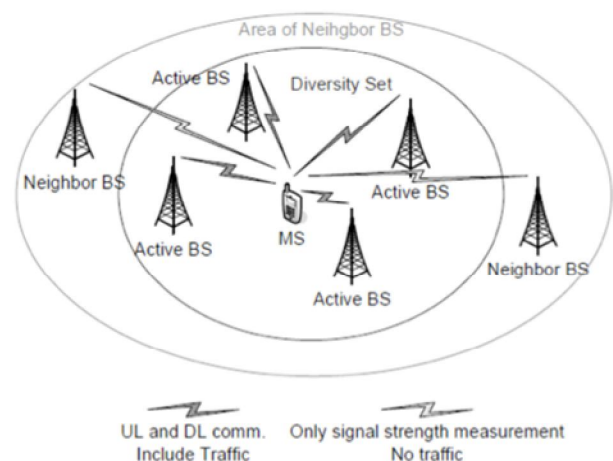 Area of Neihgbor BS
Active BS
Diversity Set
Neighbor BS
Active BS
Active BS
MS
Neighbor BS
Active BS
UL and DL comm.
Include Traffic
Only signal strength measurement
No traffic